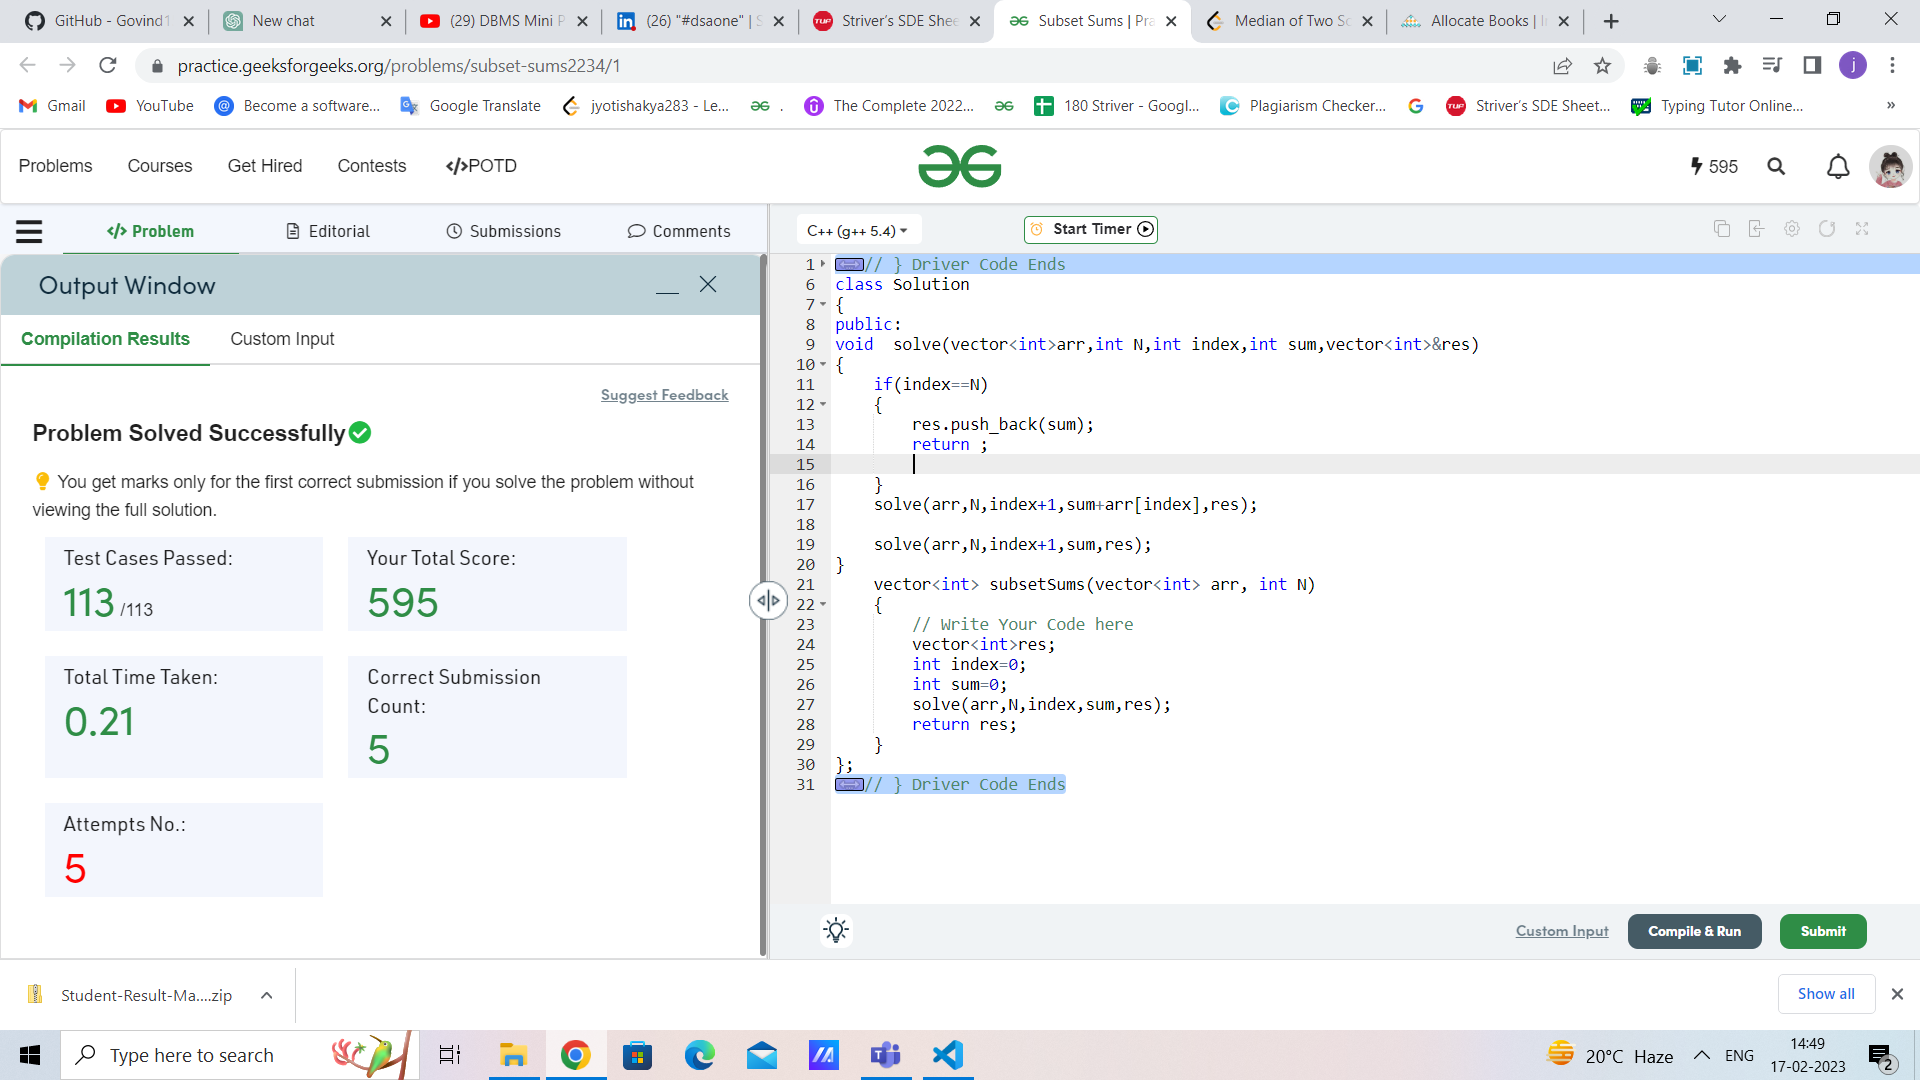 GitHub - Govind1
New chat
(29) DBMS Mini P
(26) "#dsaone" | S
Striver's SDE Shee
Subset Sums | Pra
Median of Two So
Allocate Books | In
practice.geeksforgeeks.org/problems/subset-sums2234/1
j
Gmail
YouTube
Become a software...
Google Translate
jyotishakya283 - Le...
.
The Complete 2022...
180 Striver - Googl...
Plagiarism Checker...
Striver's SDE Sheet...
Typing Tutor Online...
»
Problems Courses Get Hired Contests </>POTD
595
</> Problem Editorial Submissions Comments
C++ (g++ 5.4)
Start Timer
Output Window
Compilation Results Custom Input
Suggest Feedback
Problem Solved Successfully
You get marks only for the first correct submission if you solve the problem without
viewing the full solution.
Test Cases Passed:
113 /113
Your Total Score:
595
Total Time Taken:
0.21
Correct Submission
Count:
5
Attempts No.:
5
1 // } Driver Code Ends
6 class Solution
7 {
8 public:
9 void  solve(vector<int>arr,int N,int index,int sum,vector<int>&res)
10 {
11     if(index==N)
12     {
13         res.push_back(sum);
14         return ;
15
16     }
17     solve(arr,N,index+1,sum+arr[index],res);
18
19     solve(arr,N,index+1,sum,res);
20 }
21     vector<int> subsetSums(vector<int> arr, int N)
22     {
23         // Write Your Code here
24         vector<int>res;
25         int index=0;
26         int sum=0;
27         solve(arr,N,index,sum,res);
28         return res;
29     }
30 };
31 // } Driver Code Ends
Custom Input
Compile & Run
Submit
Student-Result-Ma....zip
Show all
Type here to search
20°C Haze
ENG
14:49
17-02-2023
2